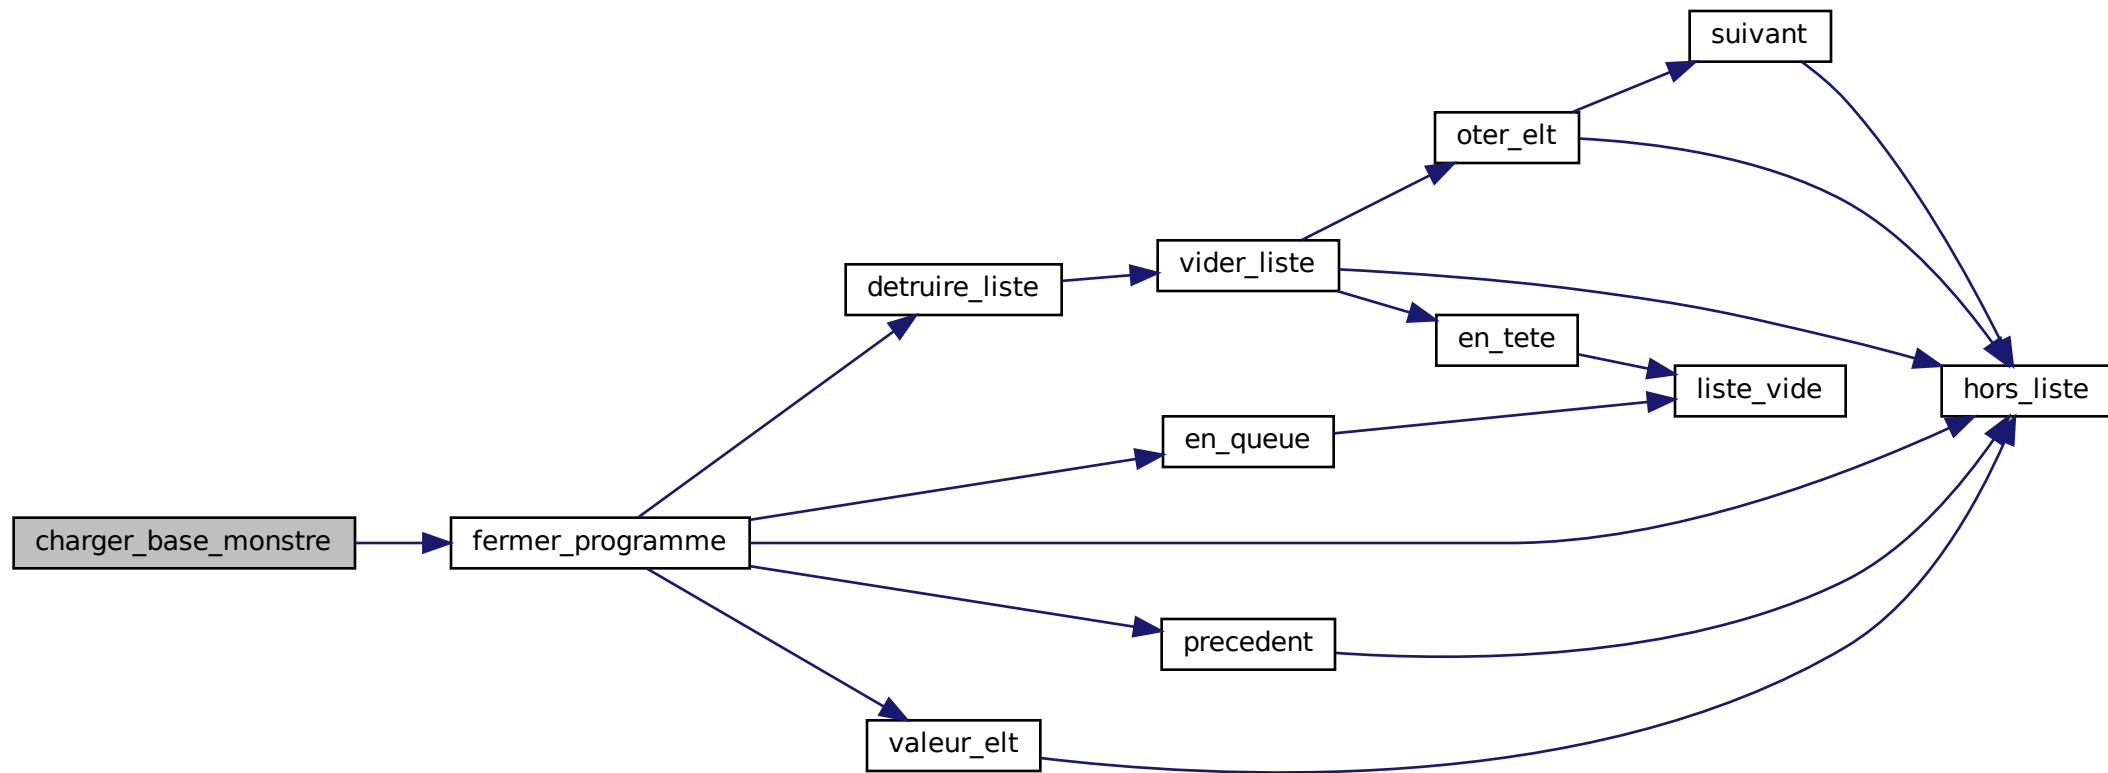 suivant
oter_elt
vider_liste
detruire_liste
en_tete
liste_vide
hors_liste
en_queue
charger_base_monstre
fermer_programme
precedent
valeur_elt